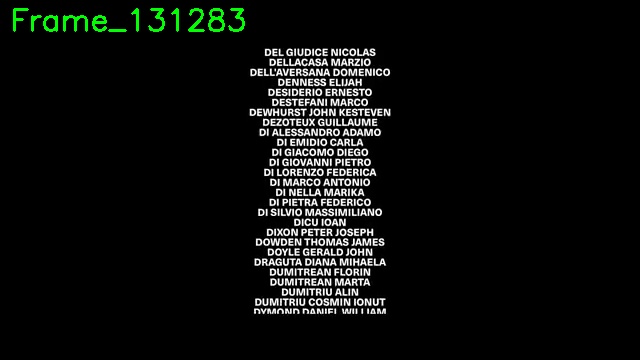 Frame_131283
DEL GIUDICE NICOLAS
DELLACASA MARZIO
DELL'AVERSANA DOMENICO
DENNESS ELIJAH
DESIDERIO ERNESTO
DESTEFANI MARCO
DEWHURST JOHN KESTEVEN
DEZOTEUX GUILLAUME
DI ALESSANDRO ADAMO
DI EMIDIO CARLA
DI GIACOMO DIEGO
DI GIOVANNI PIETRO
DI LORENZO FEDERICA
DI MARCO ANTONIO
DI NELLA MARIKA
DI PIETRA FEDERICO
DI SILVIO MASSIMILIANO
DICU IOAN
DIXON PETER JOSEPH
DOWDEN THOMAS JAMES
DOYLE GERALD JOHN
DRAGUTA DIANA MIHAELA
DUMITREAN FLORIN
DUMITREAN MARTA
DUMITRIU ALIN
DUMITRIU COSMIN IONUT
DYMOND DANIEL WILLIAM